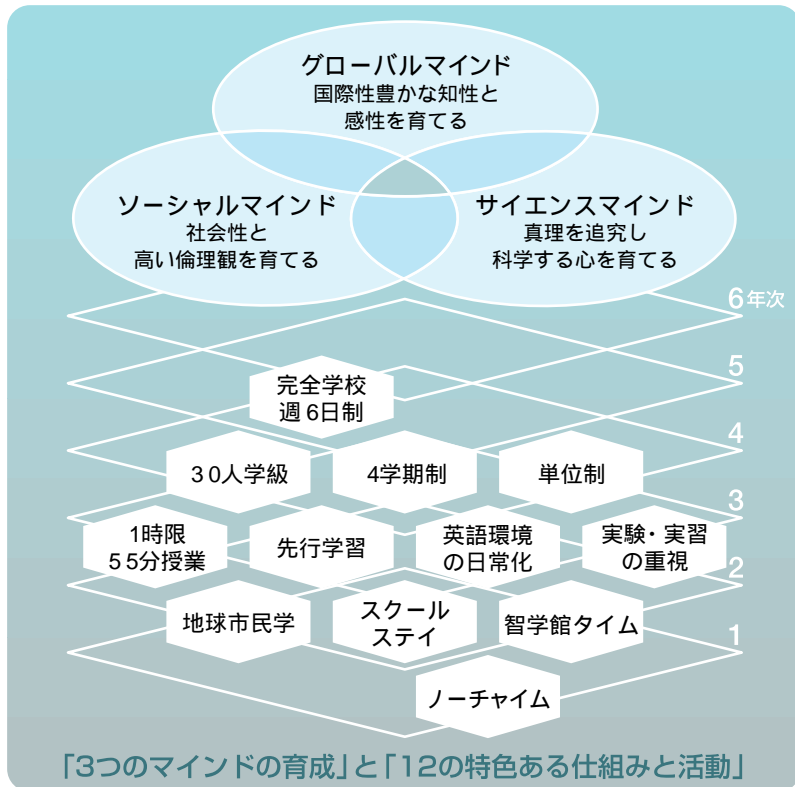 グローバルマインド
国際性豊かな知性と
感性を育てる
ソーシャルマインド
社会性と
高い倫理観を育てる
サイエンスマインド
真理を追究し
科学する心を育てる
6年次
5
完全学校
週6日制
4
30人学級
4学期制
単位制
3
1時限
55分授業
先行学習
英語環境
の日常化
実験・実習
の重視
2
地球市民学
スクール
ステイ
智学館タイム
1
ノーチャイム
「3つのマインドの育成」と「12の特色ある仕組みと活動」